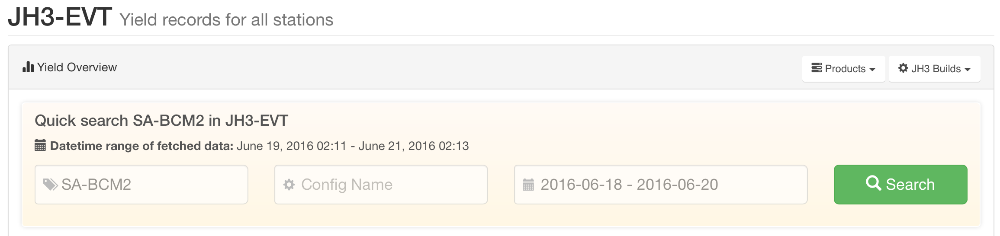 JH3-EVT Yield records for all stations
Yield Overview
Products
JH3 Builds
Quick search SA-BCM2 in JH3-EVT
Datetime range of fetched data: June 19, 2016 02:11 - June 21, 2016 02:13
SA-BCM2
Config Name
2016-06-18 - 2016-06-20
Search